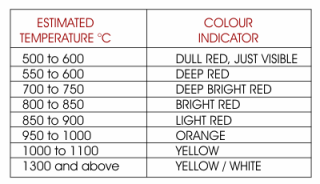 ESTIMATED TEMPERATURE °C COLOUR INDICATOR
500 to 600 DULL RED, JUST VISIBLE
550 to 600 DEEP RED
700 to 750 DEEP BRIGHT RED
800 to 850 BRIGHT RED
850 to 900 LIGHT RED
950 to 1000 ORANGE
1000 to 1100 YELLOW
1300 and above YELLOW / WHITE